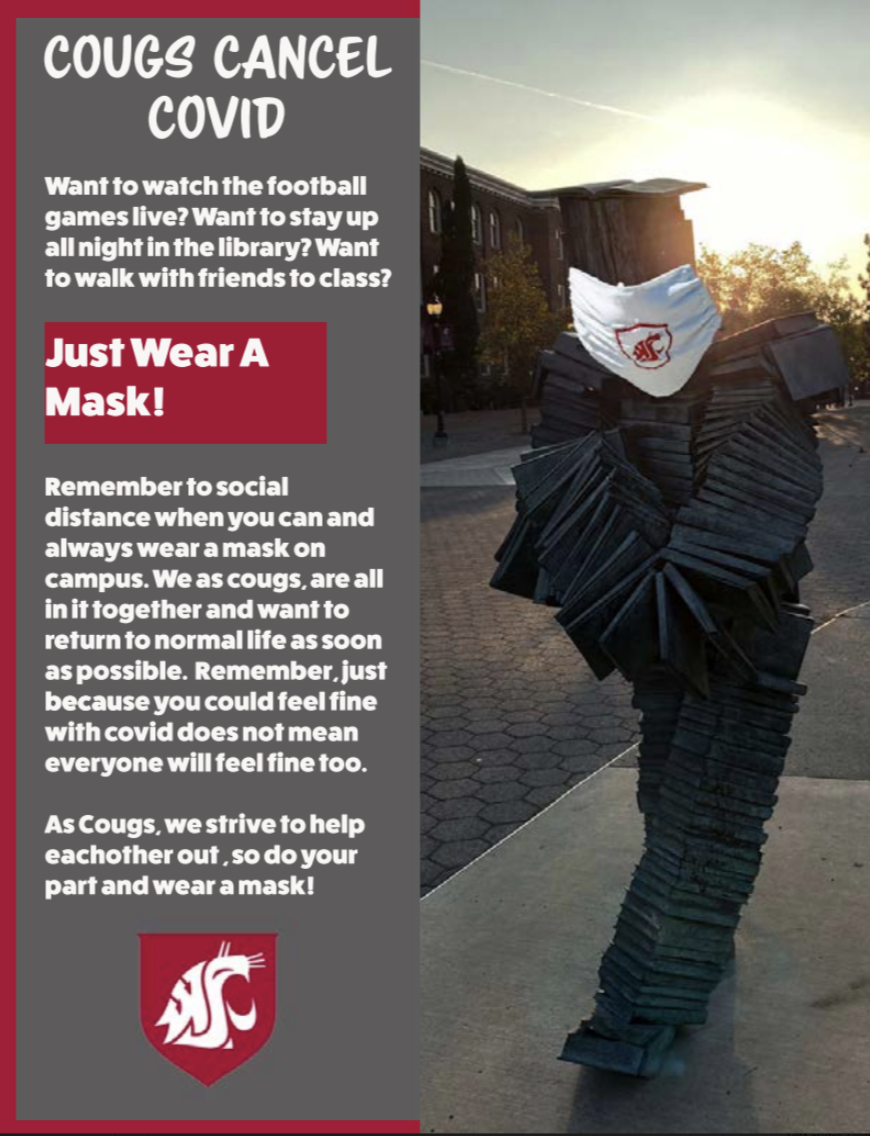 COUGS CANCEL
COVID
Want to watch the football
games live? Want to stay up
all night in the library? Want
to walk with friends to class?
Just Wear A
Mask!
Remember to social
distance when you can and
always wear a mask on
campus. We as cougs, are all
in it together and want to
return to normal life as soon
as possible. Remember, just
because you could feel fine
with covid does not mean
everyone will feel fine too.
As Cougs, we strive to help
eachother out , so do your
part and wear a mask!